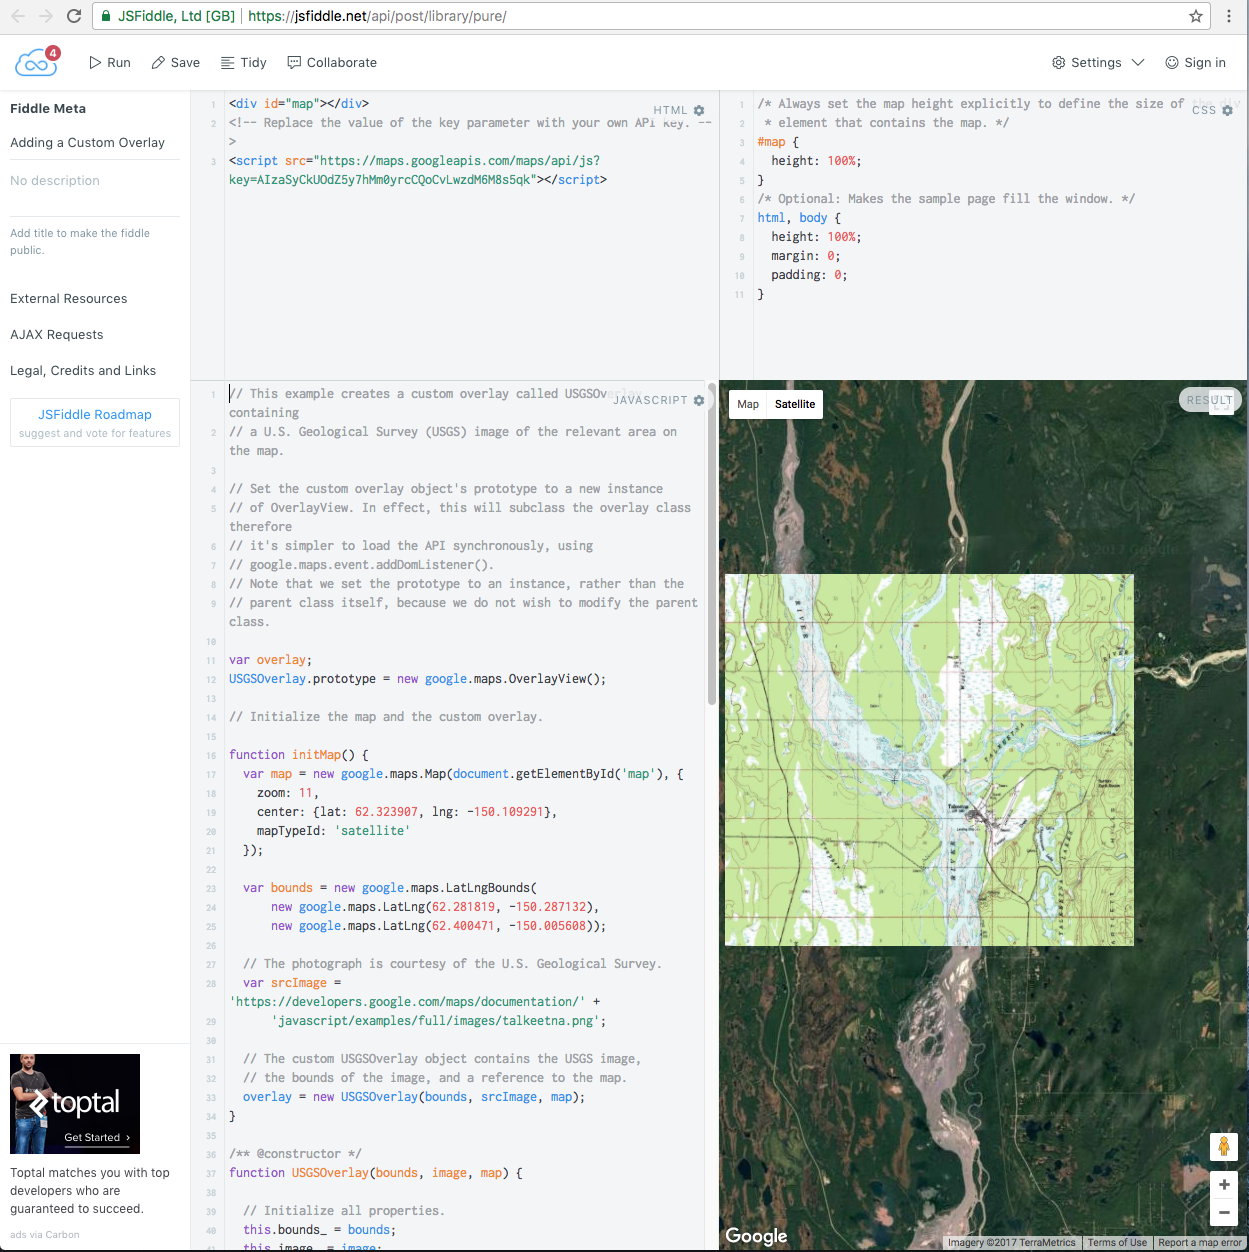 JSFiddle, Ltd [GB] https://jsfiddle.net/api/post/library/pure/
4
Run
Save
Tidy
Collaborate
Settings
Sign in
Fiddle Meta
Adding a Custom Overlay
No description
Add title to make the fiddle
public.
External Resources
AJAX Requests
Legal, Credits and Links
JSFiddle Roadmap
suggest and vote for features
toptal
Get Started ›
Toptal matches you with top
developers who are
guaranteed to succeed.
ads via Carbon
HTML
1 <div id="map"></div>
2 <!-- Replace the value of the key parameter with your own API key. --
>
3 <script src="https://maps.googleapis.com/maps/api/js?
key=AIzaSyCkUOdZ5y7hMm0yrcCQoCvLwzdM6M8s5qk"></script>
CSS
1 /* Always set the map height explicitly to define the size of the div
2  * element that contains the map. */
3 #map {
4   height: 100%;
5 }
6 /* Optional: Makes the sample page fill the window. */
7 html, body {
8   height: 100%;
9   margin: 0;
10   padding: 0;
11 }
JAVASCRIPT
1 // This example creates a custom overlay called USGSOverlay,
containing
2 // a U.S. Geological Survey (USGS) image of the relevant area on
the map.
3
4 // Set the custom overlay object's prototype to a new instance
5 // of OverlayView. In effect, this will subclass the overlay class
therefore
6 // it's simpler to load the API synchronously, using
7 // google.maps.event.addDomListener().
8 // Note that we set the prototype to an instance, rather than the
9 // parent class itself, because we do not wish to modify the parent
class.
10
11 var overlay;
12 USGSOverlay.prototype = new google.maps.OverlayView();
13
14 // Initialize the map and the custom overlay.
15
16 function initMap() {
17   var map = new google.maps.Map(document.getElementById('map'), {
18     zoom: 11,
19     center: {lat: 62.323907, lng: -150.109291},
20     mapTypeId: 'satellite'
21   });
22
23   var bounds = new google.maps.LatLngBounds(
24       new google.maps.LatLng(62.281819, -150.287132),
25       new google.maps.LatLng(62.400471, -150.005608));
26
27   // The photograph is courtesy of the U.S. Geological Survey.
28   var srcImage =
'https://developers.google.com/maps/documentation/' +
29       'javascript/examples/full/images/talkeetna.png';
30
31   // The custom USGSOverlay object contains the USGS image,
32   // the bounds of the image, and a reference to the map.
33   overlay = new USGSOverlay(bounds, srcImage, map);
34 }
35
36 /** @constructor */
37 function USGSOverlay(bounds, image, map) {
38
39   // Initialize all properties.
40   this.bounds_ = bounds;
41   this.image_ = image;
Map
Satellite
RESULT
© 2017 Google
RIVER
Talkeetna
RIVER
TALKEETNA
Google
Imagery ©2017 TerraMetrics
Terms of Use
Report a map error